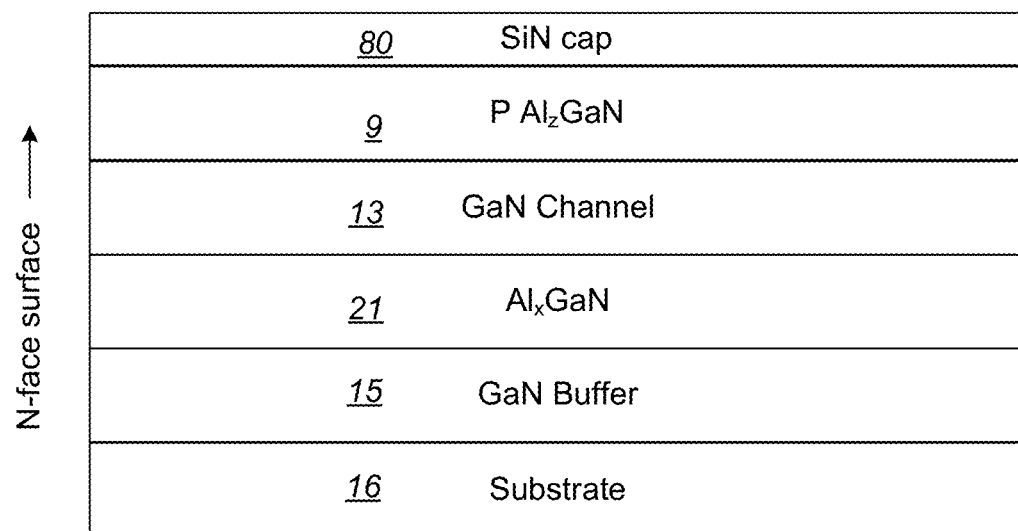 80 SiN cap
9 P AlzGaN
13 GaN Channel
21 AlxGaN
15 GaN Buffer
16 Substrate
N-face surface